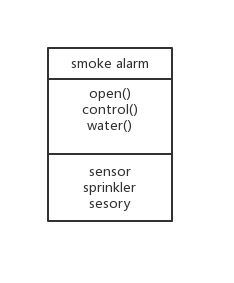 smoke alarm
open()
control()
water()
sensor
sprinkler
sesory